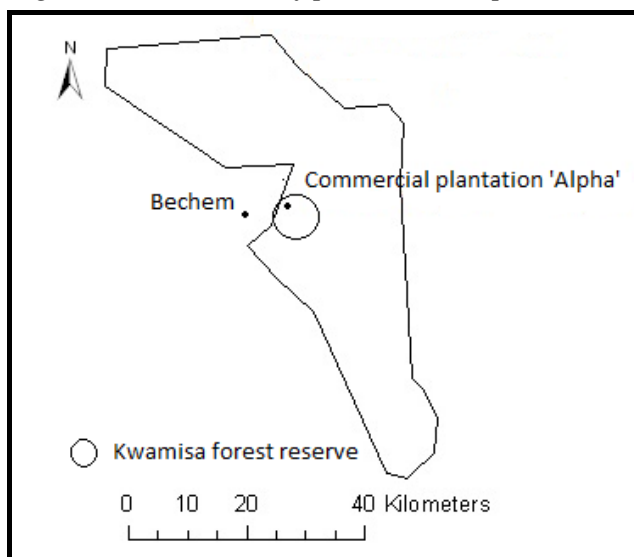 N
Commercial plantation 'Alpha'
Bechem
Kwamisa forest reserve
0 10 20 40 Kilometers